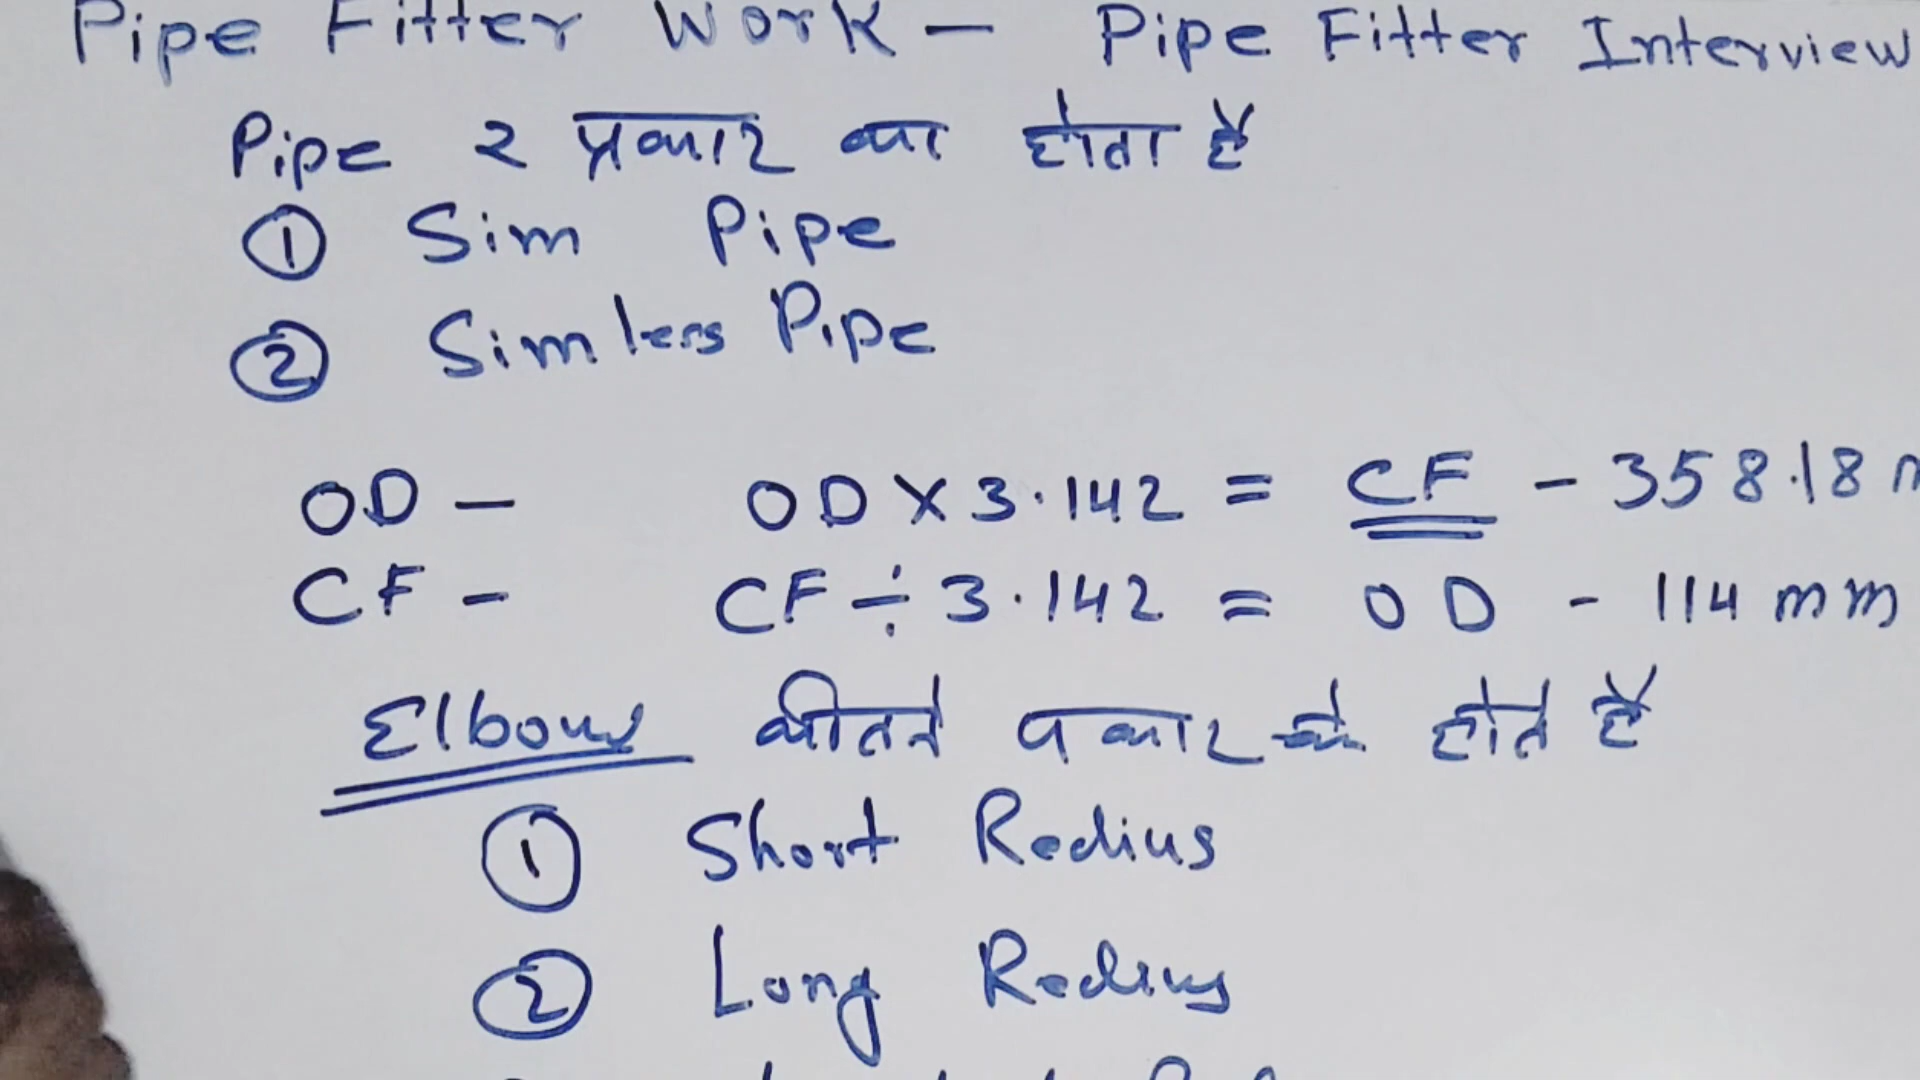 Pipe Fitter Work - Pipe Fitter Interview
Pipe 2 प्रकार का होता है
① Sim Pipe
② Simless Pipe
OD - OD X 3.142 = CF - 358.18
CF - CF ÷ 3.142 = OD - 114 mm
Elbow कीतने पकार के होते है
① Short Redius
② Long Redius